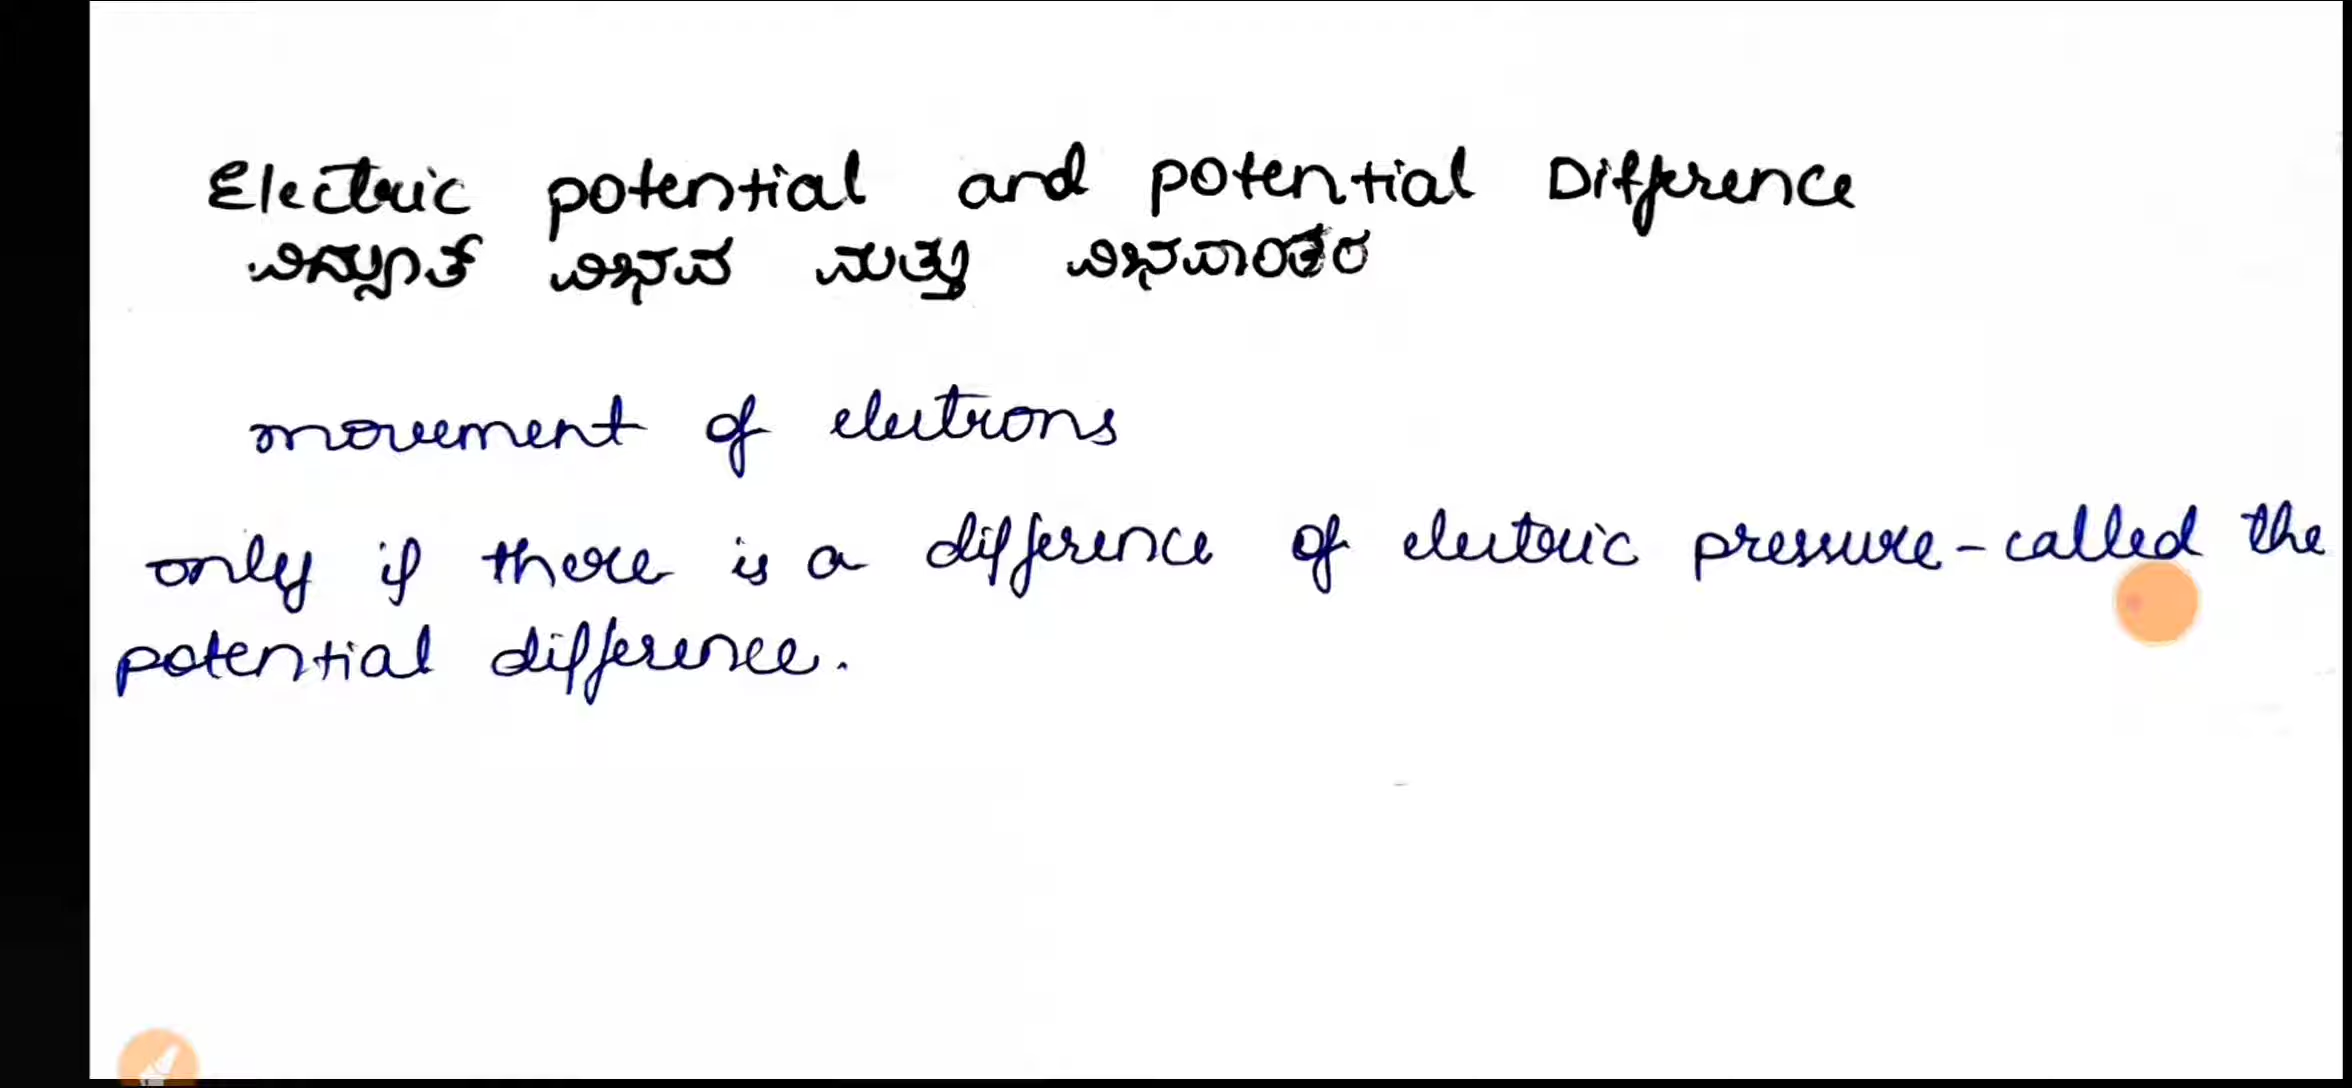 Electric potential and potential Difference
ವಿದ್ಯುತ್ ವಿಭವ ಮತ್ತು ವಿಭವಾಂತರ
movement of electrons
only if there is a difference of electric pressure - called the
potential difference.